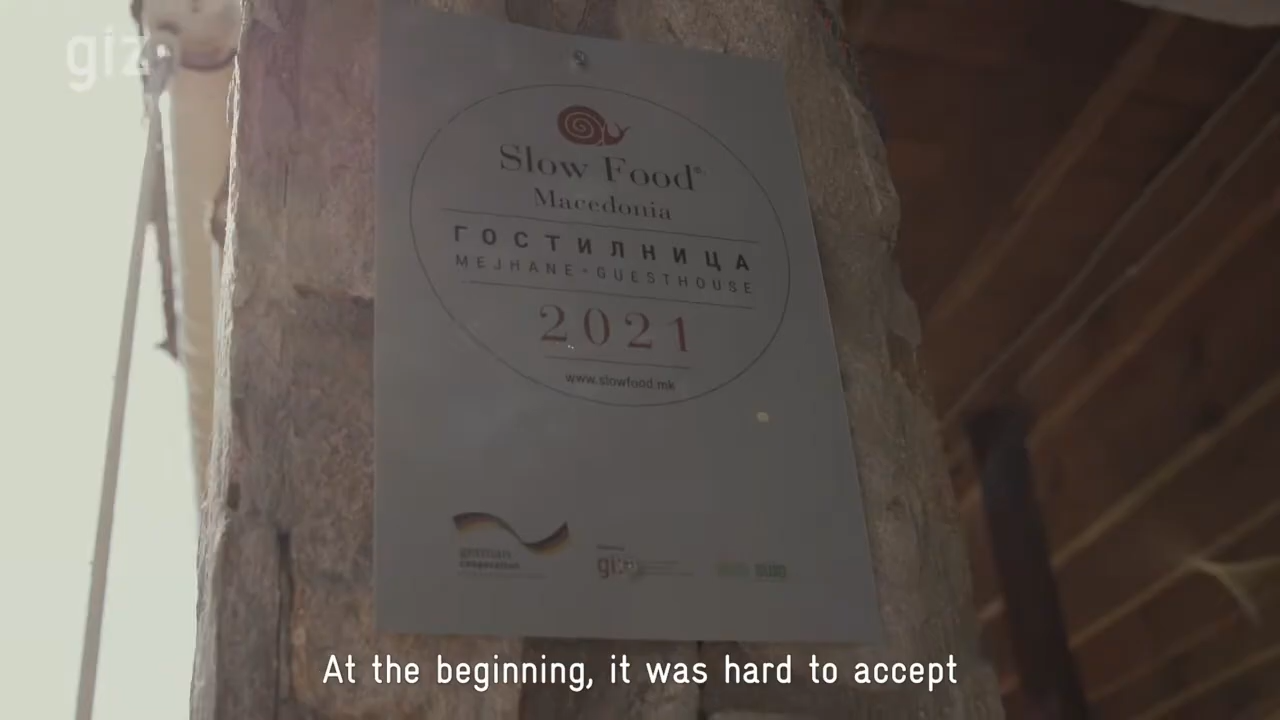 giz
Slow Food®
Macedonia
ГОСТИЛНИЦА
MEJHANE-GUESTHOUSE
2021
www.slowfood.mk
german
cooperation
giz
At the beginning, it was hard to accept